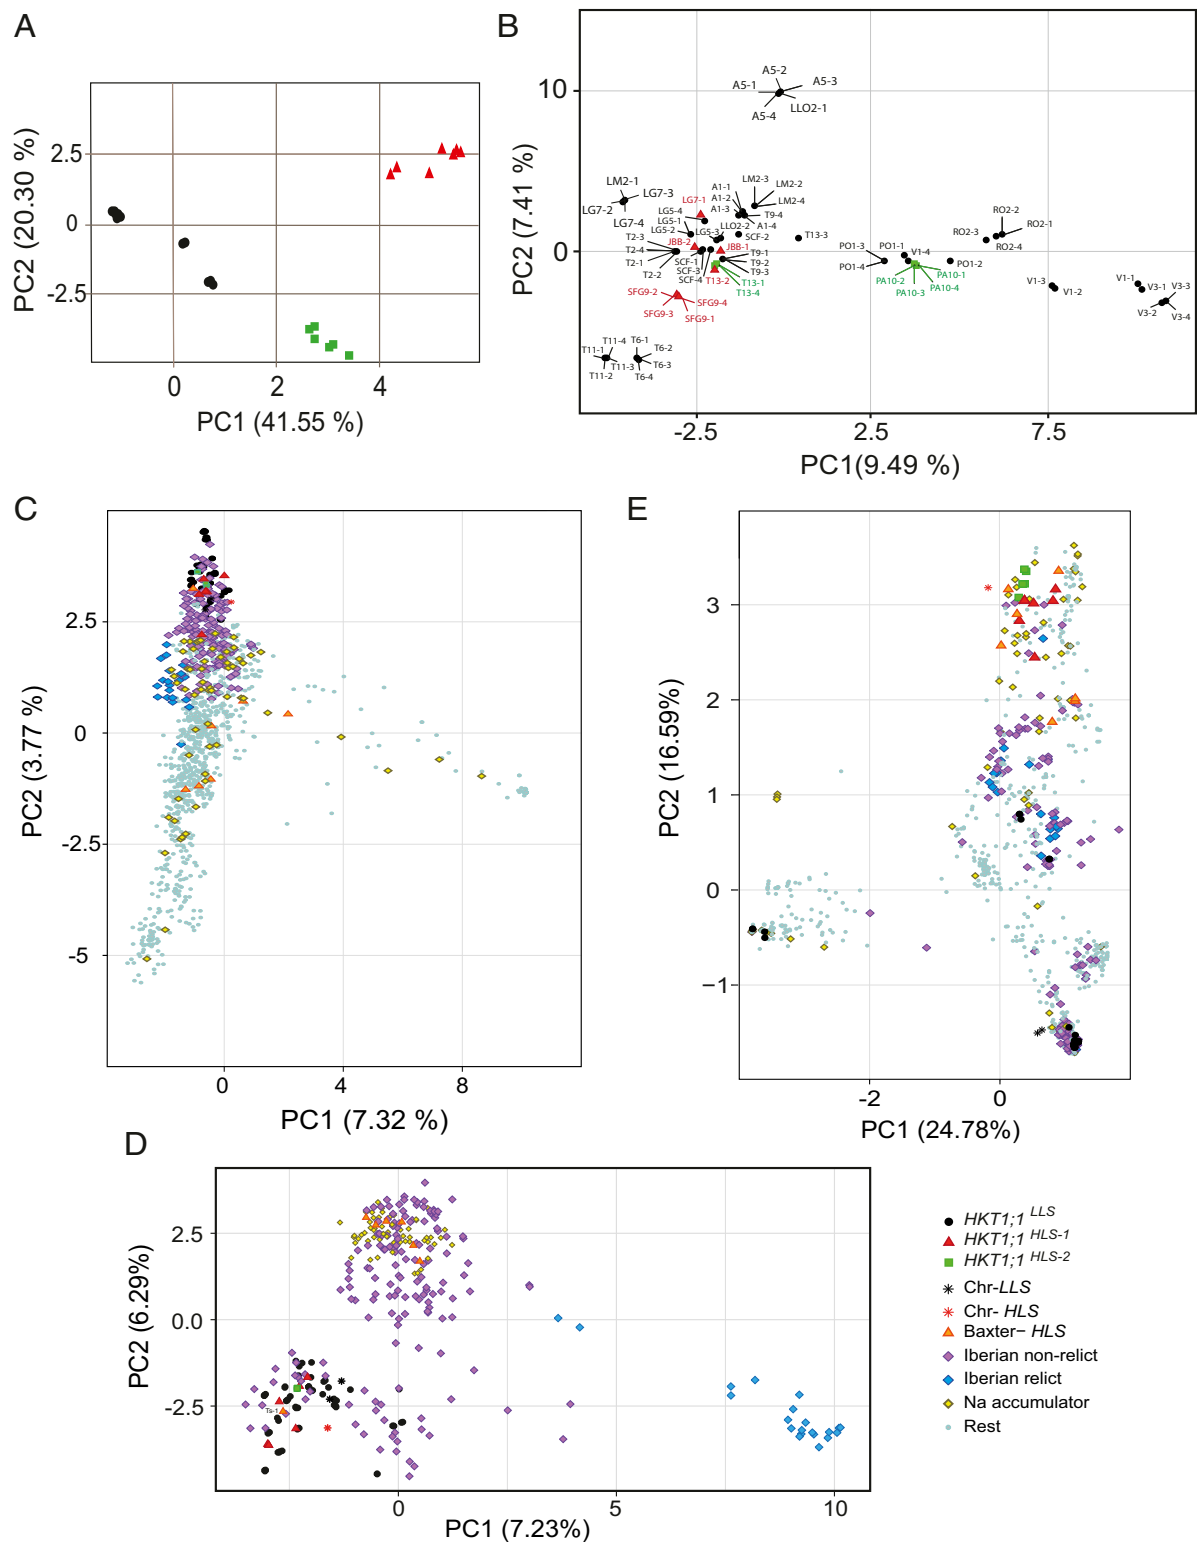 A
2.5
0
-2.5
PC2 (20.30 %)
0
2
4
PC1 (41.55 %)
B
10
0
PC2 (7.41 %)
A5-2
A5-1
A5-3
LLO2-1
A5-4
LM2-1
LG7-3
LG7-2
LG7-4
LG7-1
LG5-4
LG5-1
LG5-2
LG5-3
A1-1
A1-2
A1-3
LM2-3
LM2-2
LM2-4
T9-4
A1-4
LLO2-2
SCF-2
T13-3
T2-3
T2-4
T2-1
T2-2
JBB-2
JBB-1
SCF-1
SCF-3
SCF-4
T9-1
T9-2
T9-3
T13-2
T13-1
T13-4
SFG9-2
SFG9-4
SFG9-3
SFG9-1
T11-4
T11-1
T11-3
T11-2
T6-1
T6-2
T6-3
T6-4
PO1-3
PO1-4
PO1-1
V1-4
PO1-2
PA10-1
PA10-2
PA10-4
PA10-3
RO2-2
RO2-1
RO2-3
RO2-4
V1-3
V1-2
V1-1
V3-1
V3-3
V3-2
V3-4
-2.5
2.5
7.5
PC1(9.49 %)
C
2.5
0
-2.5
-5
PC2 (3.77 %)
0
4
8
PC1 (7.32 %)
E
3
2
1
0
−1
PC2 (16.59%)
-2
0
PC1 (24.78%)
D
2.5
0.0
-2.5
PC2 (6.29%)
Ts-1
0
5
10
PC1 (7.23%)
HKT1;1 LLS
HKT1;1 HLS-1
HKT1;1 HLS-2
Chr-LLS
Chr- HLS
Baxter− HLS
Iberian non-relict
Iberian relict
Na accumulator
Rest